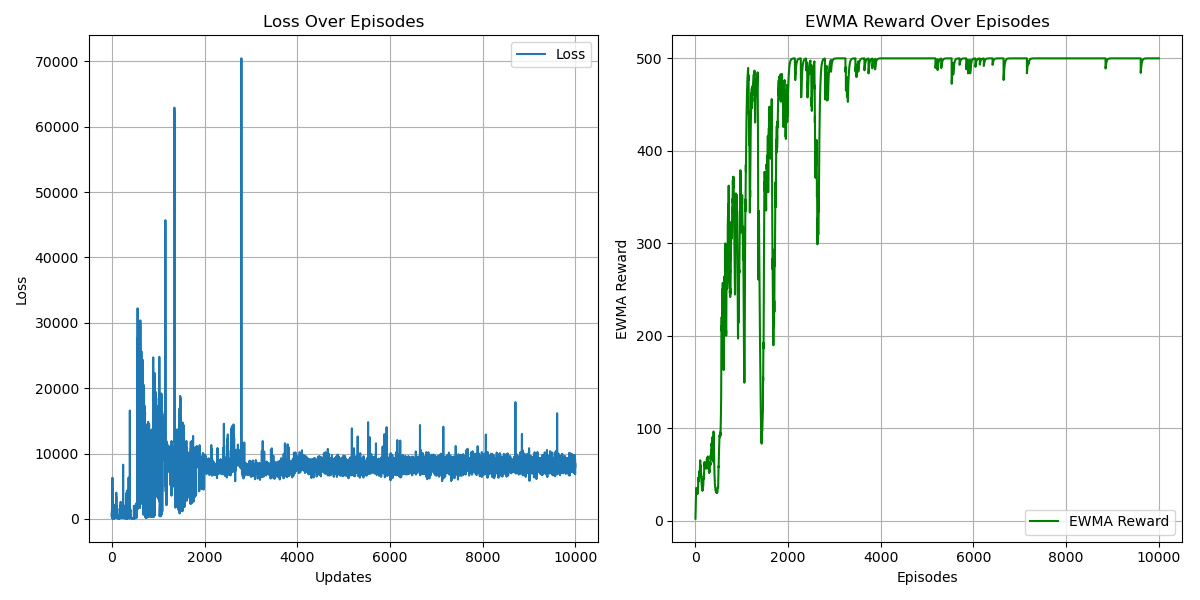 Loss Over Episodes
Loss
70000
60000
50000
40000
30000
20000
10000
0
Loss
0 2000 4000 6000 8000 10000
Updates
EWMA Reward Over Episodes
500
400
300
200
100
0
EWMA Reward
EWMA Reward
0 2000 4000 6000 8000 10000
Episodes